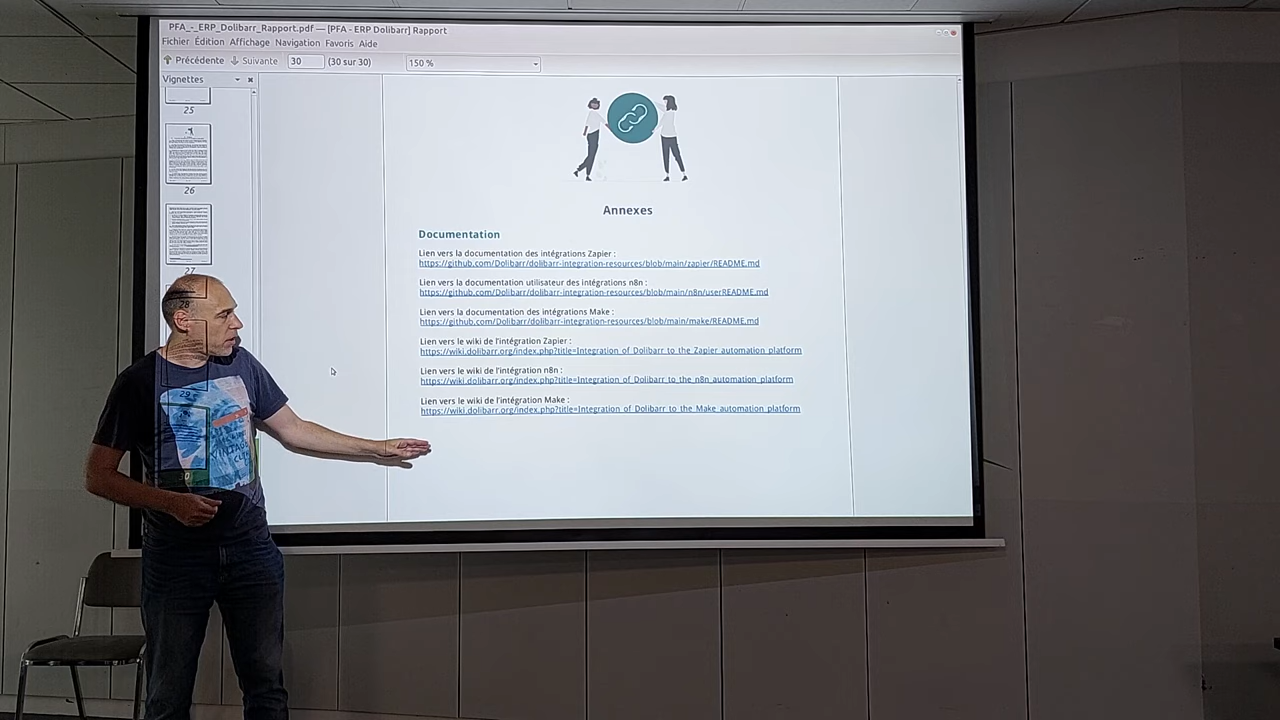 PFA_-_ERP_Dolibarr_Rapport.pdf — [PFA - ERP Dolibarr] Rapport
Fichier Édition Affichage Navigation Favoris Aide
Précédente Suivante 30 (30 sur 30) 150 %
Vignettes
25
26
27
28
29
30
Annexes
Documentation
Lien vers la documentation des intégrations Zapier :
https://github.com/Dolibarr/dolibarr-integration-resources/blob/main/zapier/README.md
Lien vers la documentation utilisateur des intégrations n8n :
https://github.com/Dolibarr/dolibarr-integration-resources/blob/main/n8n/userREADME.md
Lien vers la documentation des intégrations Make :
https://github.com/Dolibarr/dolibarr-integration-resources/blob/main/make/README.md
Lien vers le wiki de l'intégration Zapier :
https://wiki.dolibarr.org/index.php?title=Integration_of_Dolibarr_to_the_Zapier_automation_platform
Lien vers le wiki de l'intégration n8n :
https://wiki.dolibarr.org/index.php?title=Integration_of_Dolibarr_to_the_n8n_automation_platform
Lien vers le wiki de l'intégration Make :
https://wiki.dolibarr.org/index.php?title=Integration_of_Dolibarr_to_the_Make_automation_platform